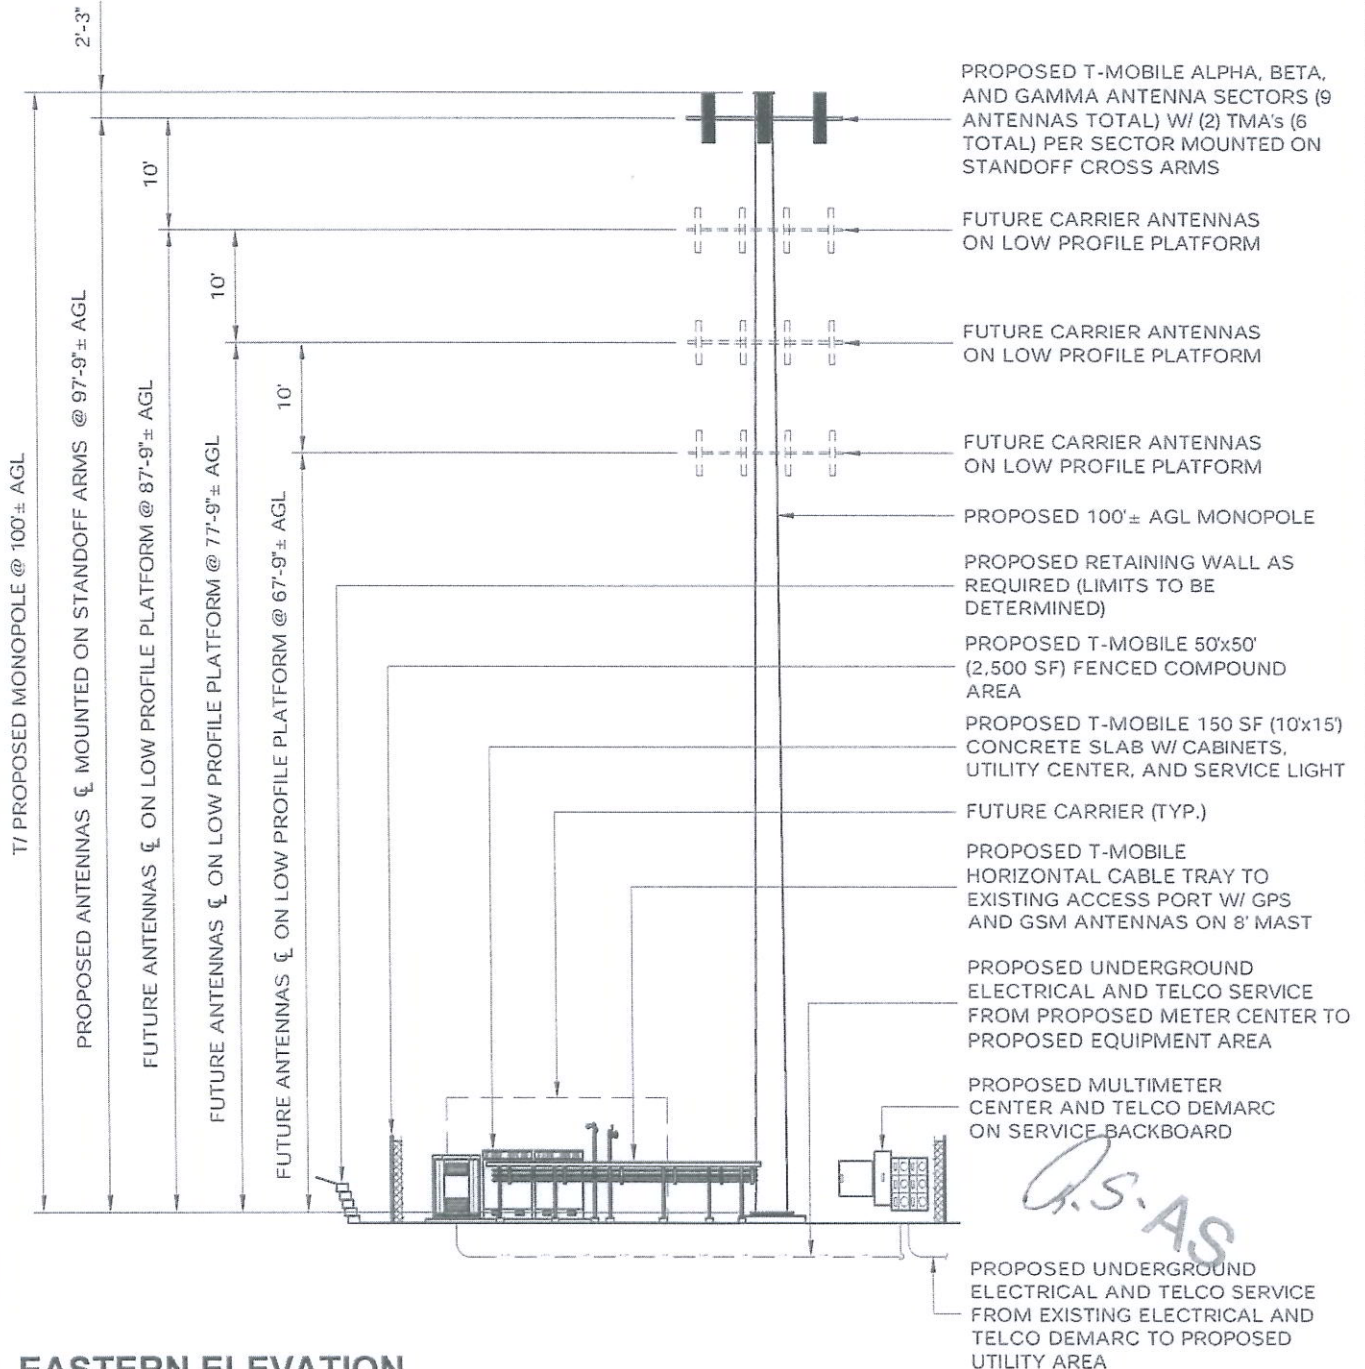 2'-3"
10'
10'
10'
T/ PROPOSED MONOPOLE @ 100'± AGL
PROPOSED ANTENNAS ℄ MOUNTED ON STANDOFF ARMS @ 97'-9"± AGL
FUTURE ANTENNAS ℄ ON LOW PROFILE PLATFORM @ 87'-9"± AGL
FUTURE ANTENNAS ℄ ON LOW PROFILE PLATFORM @ 77'-9"± AGL
FUTURE ANTENNAS ℄ ON LOW PROFILE PLATFORM @ 67'-9"± AGL
PROPOSED T-MOBILE ALPHA, BETA,
AND GAMMA ANTENNA SECTORS (9
ANTENNAS TOTAL) W/ (2) TMA's (6
TOTAL) PER SECTOR MOUNTED ON
STANDOFF CROSS ARMS
FUTURE CARRIER ANTENNAS
ON LOW PROFILE PLATFORM
FUTURE CARRIER ANTENNAS
ON LOW PROFILE PLATFORM
FUTURE CARRIER ANTENNAS
ON LOW PROFILE PLATFORM
PROPOSED 100'± AGL MONOPOLE
PROPOSED RETAINING WALL AS
REQUIRED (LIMITS TO BE
DETERMINED)
PROPOSED T-MOBILE 50'x50'
(2,500 SF) FENCED COMPOUND
AREA
PROPOSED T-MOBILE 150 SF (10'x15')
CONCRETE SLAB W/ CABINETS,
UTILITY CENTER, AND SERVICE LIGHT
FUTURE CARRIER (TYP.)
PROPOSED T-MOBILE
HORIZONTAL CABLE TRAY TO
EXISTING ACCESS PORT W/ GPS
AND GSM ANTENNAS ON 8' MAST
PROPOSED UNDERGROUND
ELECTRICAL AND TELCO SERVICE
FROM PROPOSED METER CENTER TO
PROPOSED EQUIPMENT AREA
PROPOSED MULTIMETER
CENTER AND TELCO DEMARC
ON SERVICE BACKBOARD
AS
PROPOSED UNDERGROUND
ELECTRICAL AND TELCO SERVICE
FROM EXISTING ELECTRICAL AND
TELCO DEMARC TO PROPOSED
UTILITY AREA
EASTERN ELEVATION